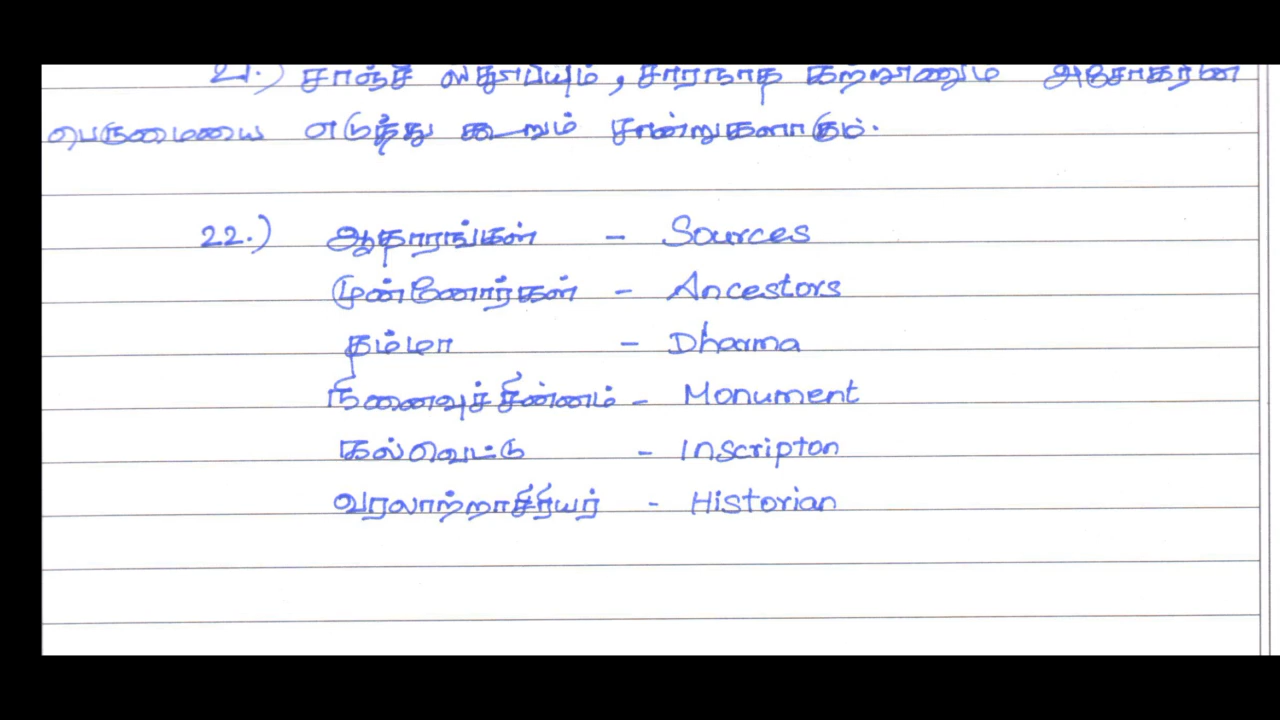 21.) சாஞ்சி ஸ்தூபியும், சாரநாத் கற்றூணும் அசோகரின்
பெருமையை எடுத்து கூறும் சான்றுகளாகும்.
22.) ஆதாரங்கள் - Sources
முன்னோர்கள் - Ancestors
தம்மா - Dharma
நினைவுச்சின்னம் - Monument
கல்வெட்டு - Inscripton
வரலாற்றாசிரியர் - Historian